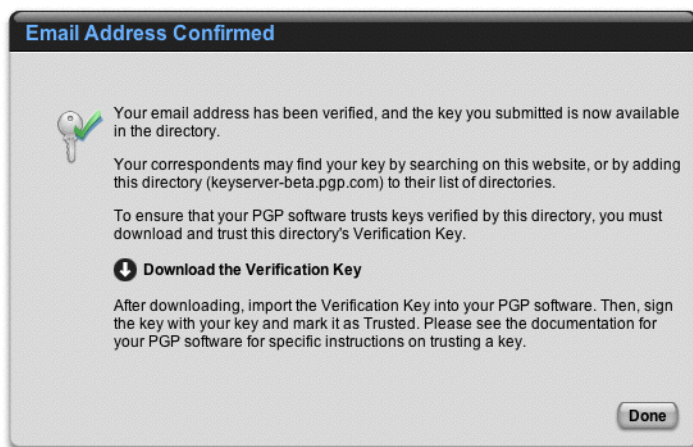 Email Address Confirmed
Your email address has been verified, and the key you submitted is now available
in the directory.
Your correspondents may find your key by searching on this website, or by adding
this directory (keyserver-beta.pgp.com) to their list of directories.
To ensure that your PGP software trusts keys verified by this directory, you must
download and trust this directory's Verification Key.
Download the Verification Key
After downloading, import the Verification Key into your PGP software. Then, sign
the key with your key and mark it as Trusted. Please see the documentation for
your PGP software for specific instructions on trusting a key.
Done